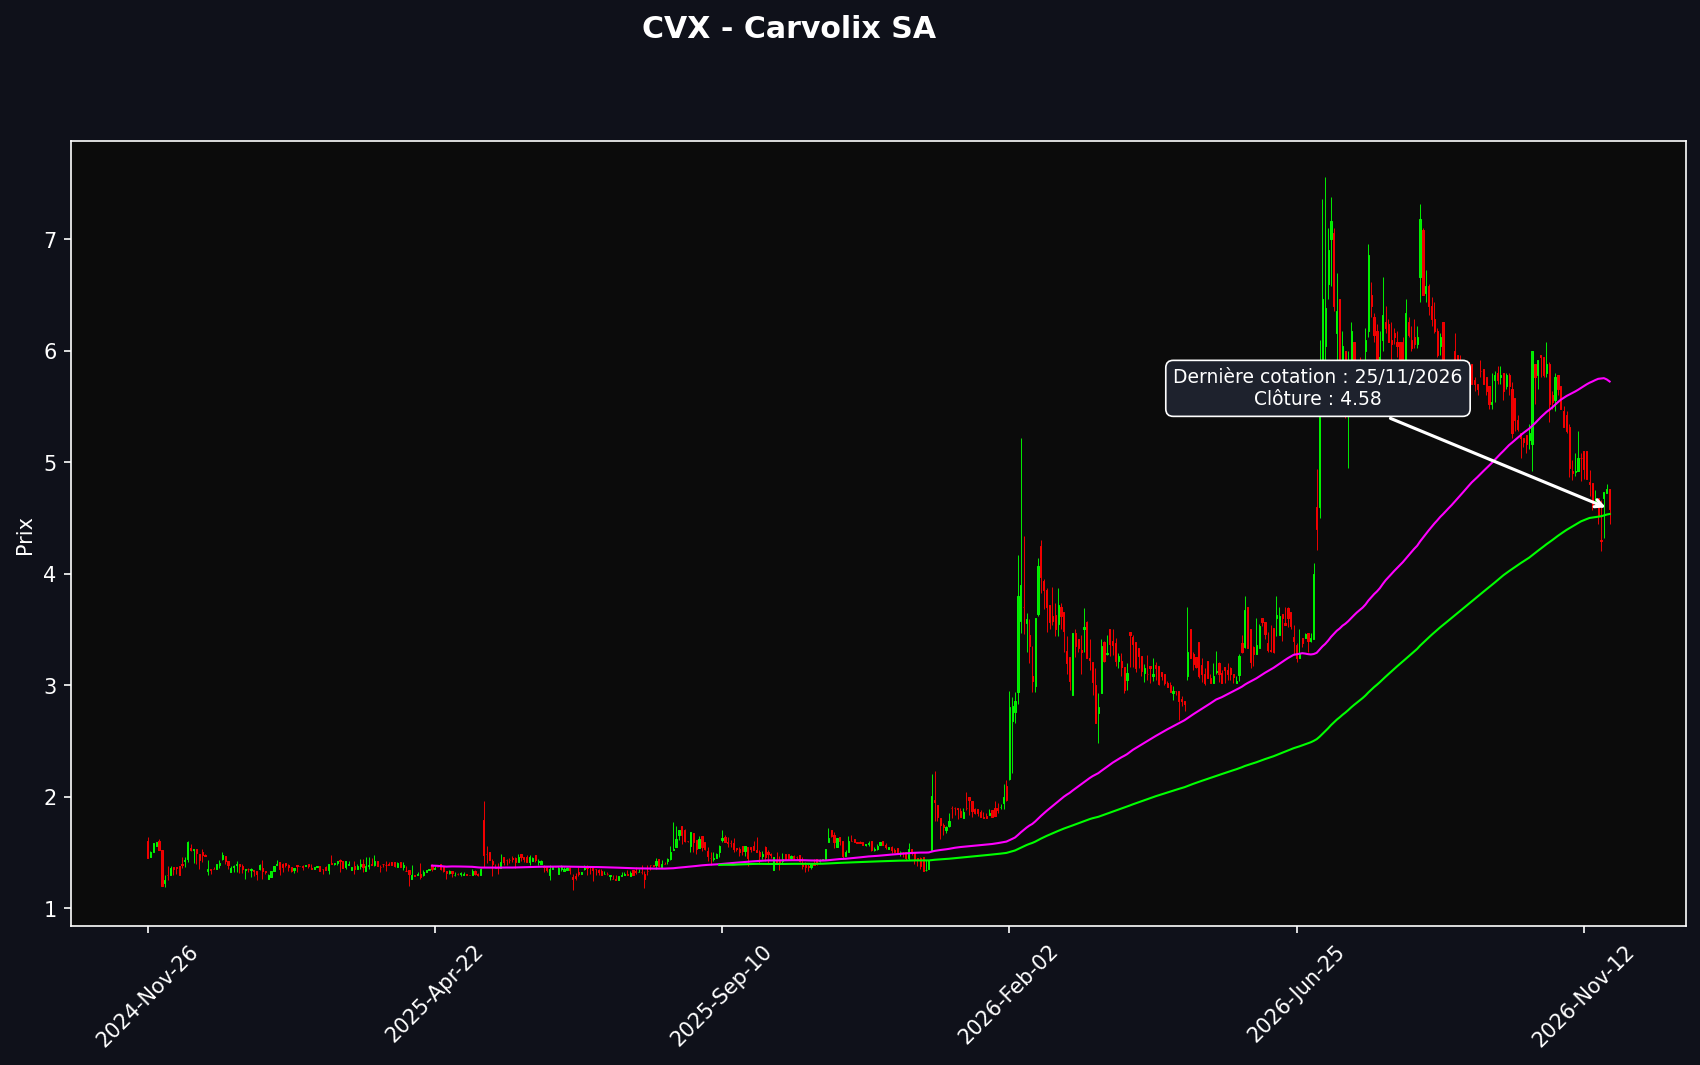 CVX - Carvolix SA
Prix
7
6
5
4
3
2
1
Dernière cotation : 25/11/2026
Clôture : 4.58
2024-Nov-26
2025-Apr-22
2025-Sep-10
2026-Feb-02
2026-Jun-25
2026-Nov-12